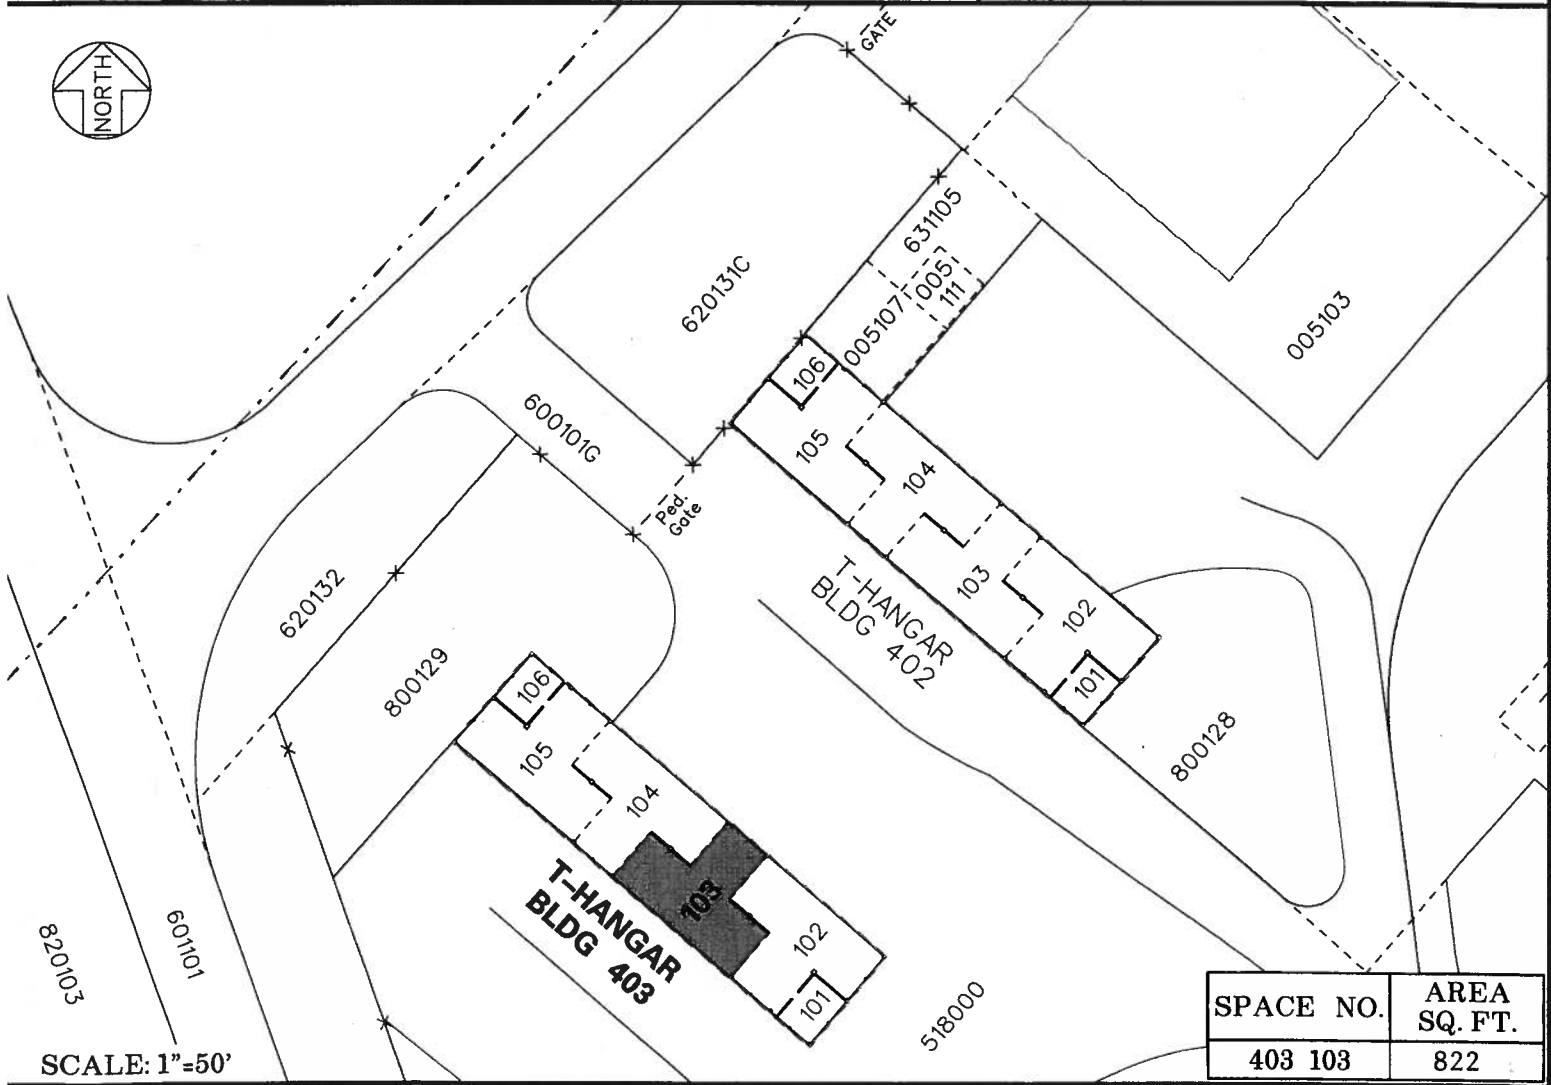 GATE
NORTH
631105
620131C
005
111
005107
005103
106
600101G
105
104
Ped.
Gate
103
T-HANGAR
BLDG 402
102
101
620132
800129
106
800128
105
104
103
T-HANGAR
BLDG 403
102
101
601101
820103
518000
SPACE NO.
AREA
SQ. FT.
403 103
822
SCALE: 1"=50'